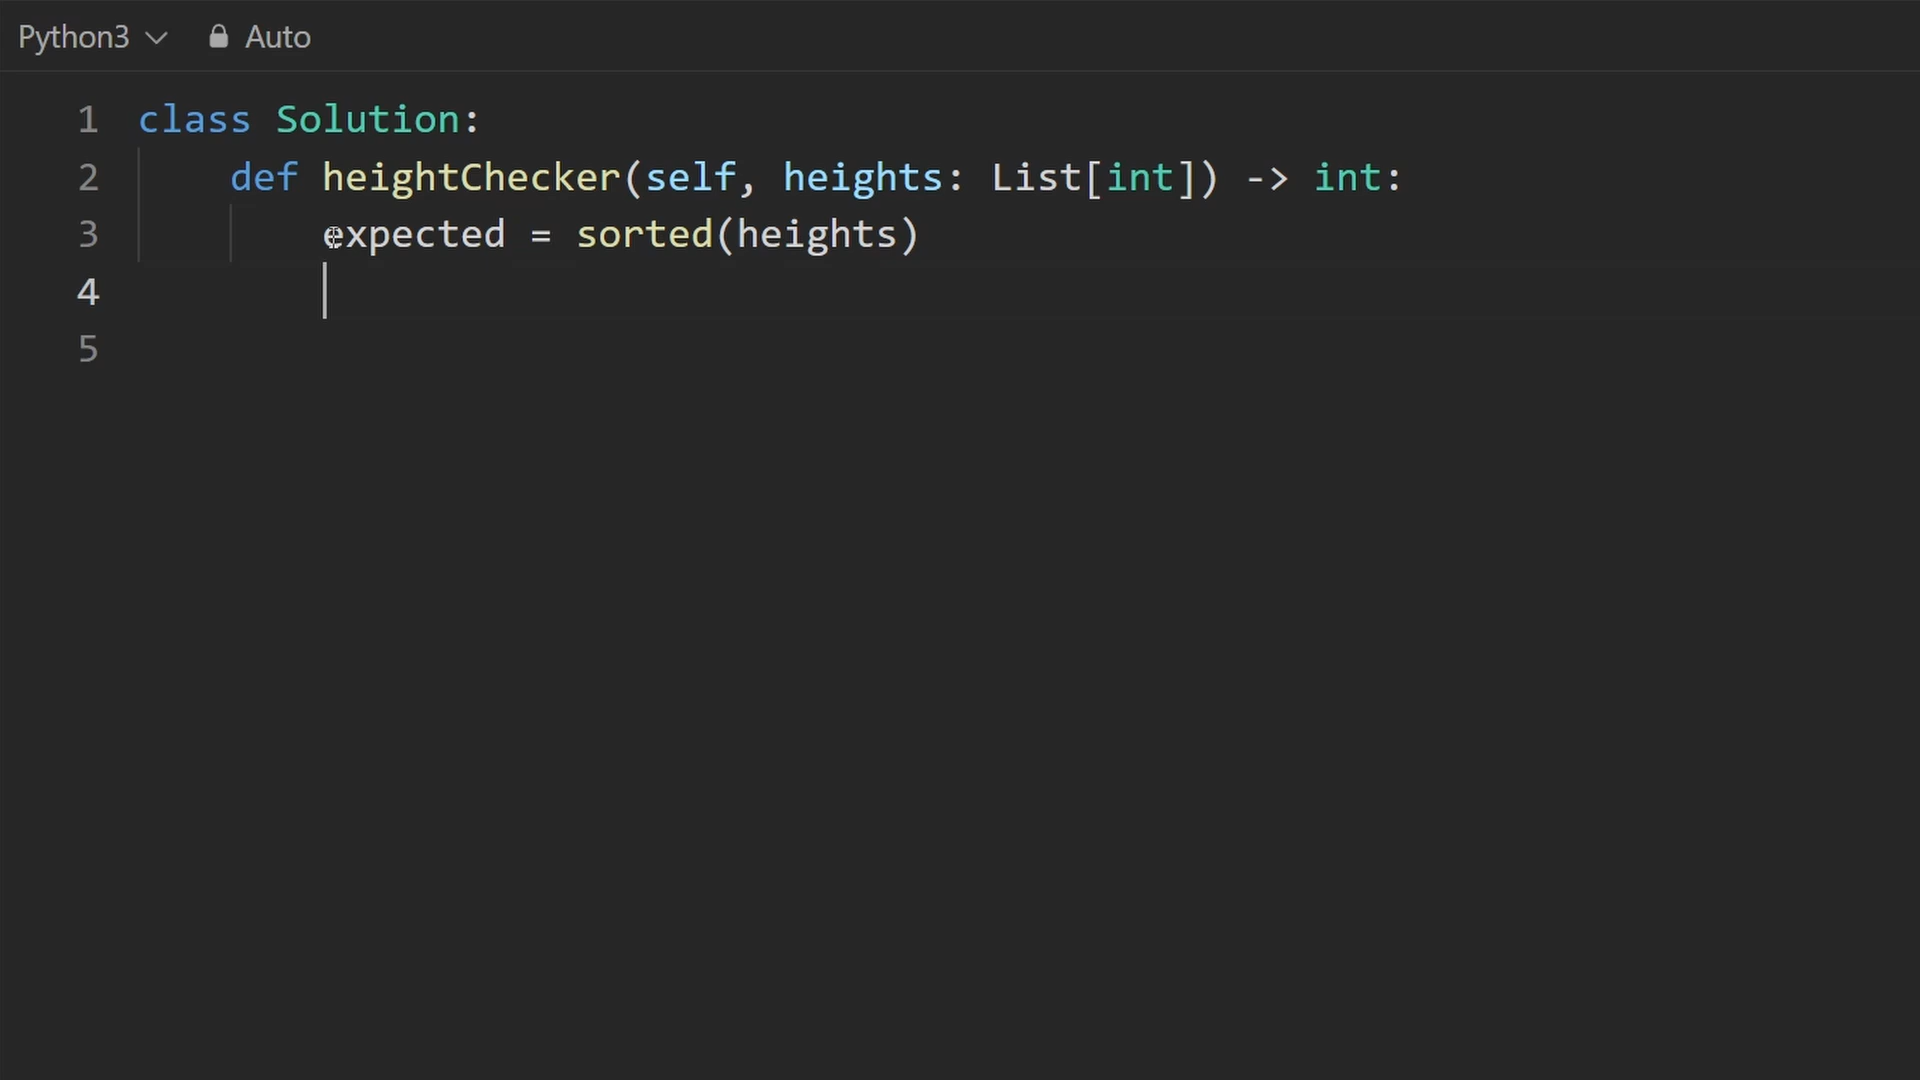 Python3 Auto
1 class Solution:
2 def heightChecker(self, heights: List[int]) -> int:
3 expected = sorted(heights)
4
5